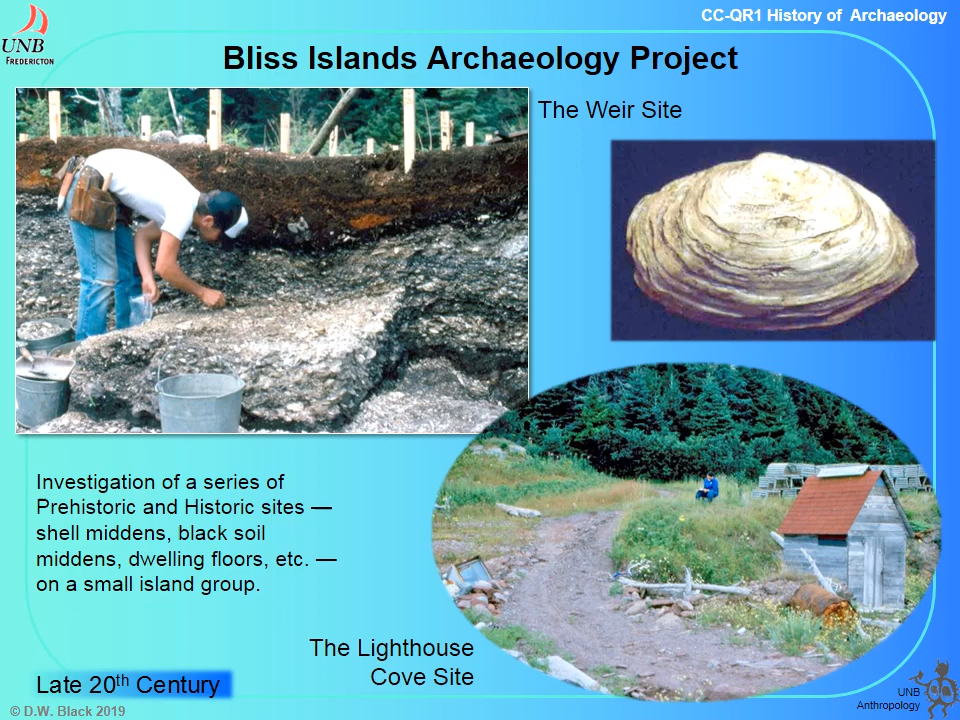 CC-QR1 History of Archaeology
UNB
FREDERICTON
Bliss Islands Archaeology Project
The Weir Site
Investigation of a series of
Prehistoric and Historic sites —
shell middens, black soil
middens, dwelling floors, etc. —
on a small island group.
The Lighthouse
Cove Site
Late 20th Century
© D.W. Black 2019
UNB
Anthropology